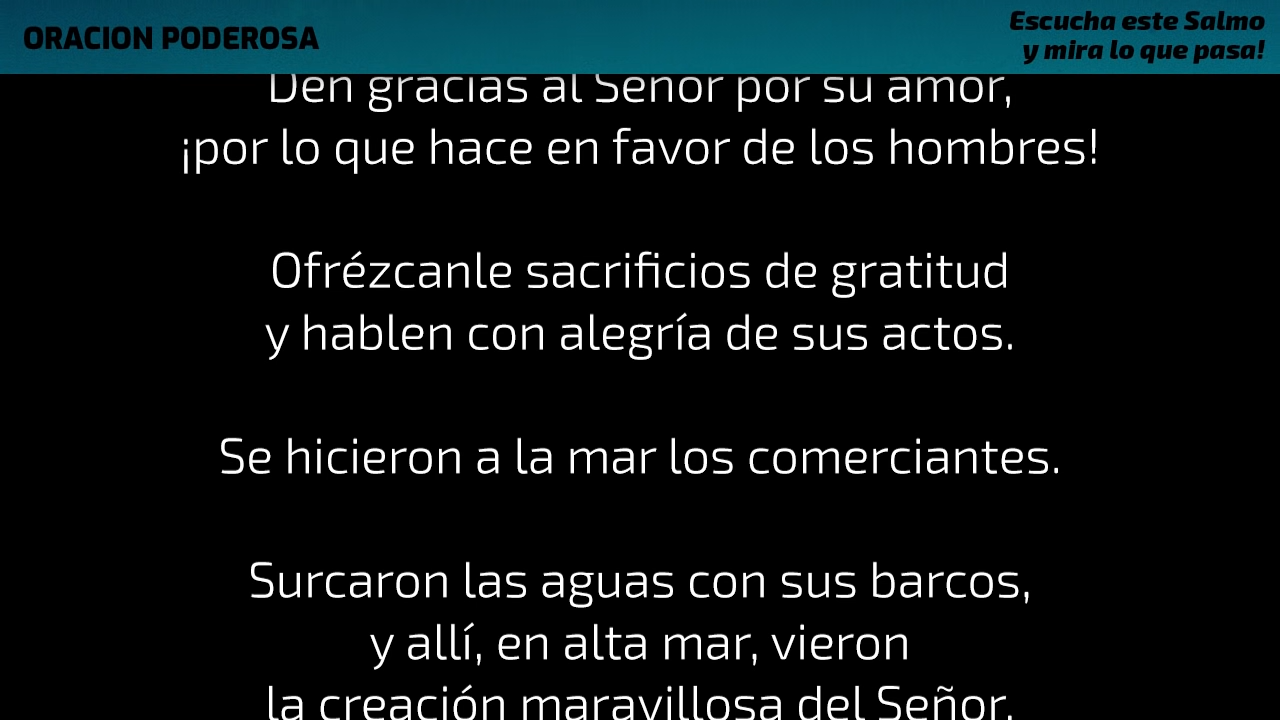 ORACION PODEROSA
Escucha este Salmo
y mira lo que pasa!
Den gracias al Señor por su amor,
¡por lo que hace en favor de los hombres!
Ofrézcanle sacrificios de gratitud
y hablen con alegría de sus actos.
Se hicieron a la mar los comerciantes.
Surcaron las aguas con sus barcos,
y allí, en alta mar, vieron
la creación maravillosa del Señor.